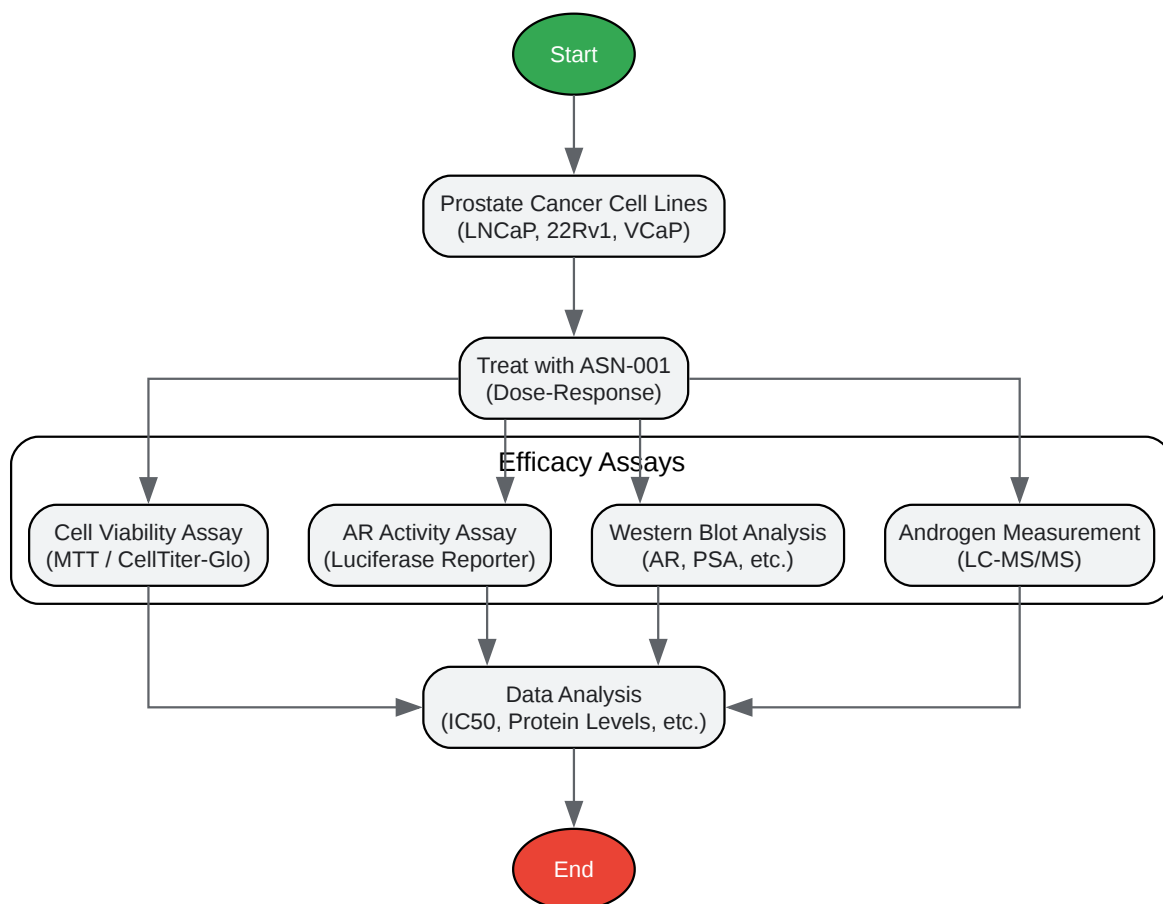 Start
Prostate Cancer Cell Lines
(LNCaP, 22Rv1, VCaP)
Treat with ASN-001
(Dose-Response)
Efficacy Assays
Cell Viability Assay
(MTT / CellTiter-Glo)
AR Activity Assay
(Luciferase Reporter)
Western Blot Analysis
(AR, PSA, etc.)
Androgen Measurement
(LC-MS/MS)
Data Analysis
(IC50, Protein Levels, etc.)
End